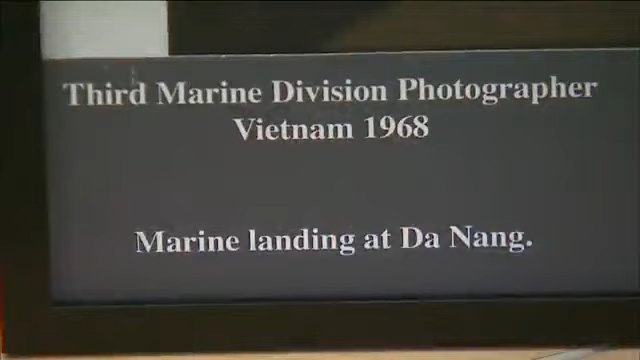 Third Marine Division Photographer
Vietnam 1968
Marine landing at Da Nang.